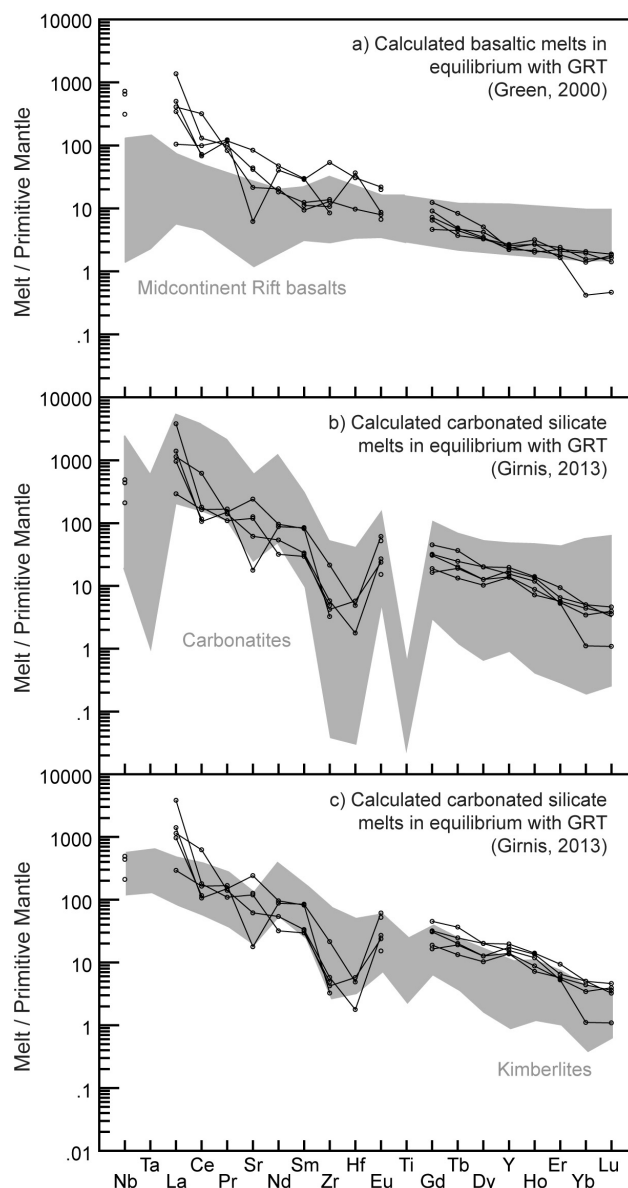 10000
a) Calculated basaltic melts in
equilibrium with GRT
(Green, 2000)
1000
100
10
1
.1
Melt / Primitive Mantle
Midcontinent Rift basalts
10000
b) Calculated carbonated silicate
melts in equilibrium with GRT
(Girnis, 2013)
1000
100
10
1
.1
Melt / Primitive Mantle
Carbonatites
10000
c) Calculated carbonated silicate
melts in equilibrium with GRT
(Girnis, 2013)
1000
100
10
1
.1
.01
Melt / Primitive Mantle
Kimberlites
Ta Ce Sr Sm Hf Ti Tb Y Er Lu
Nb La Pr Nd Zr Eu Gd Dy Ho Yb